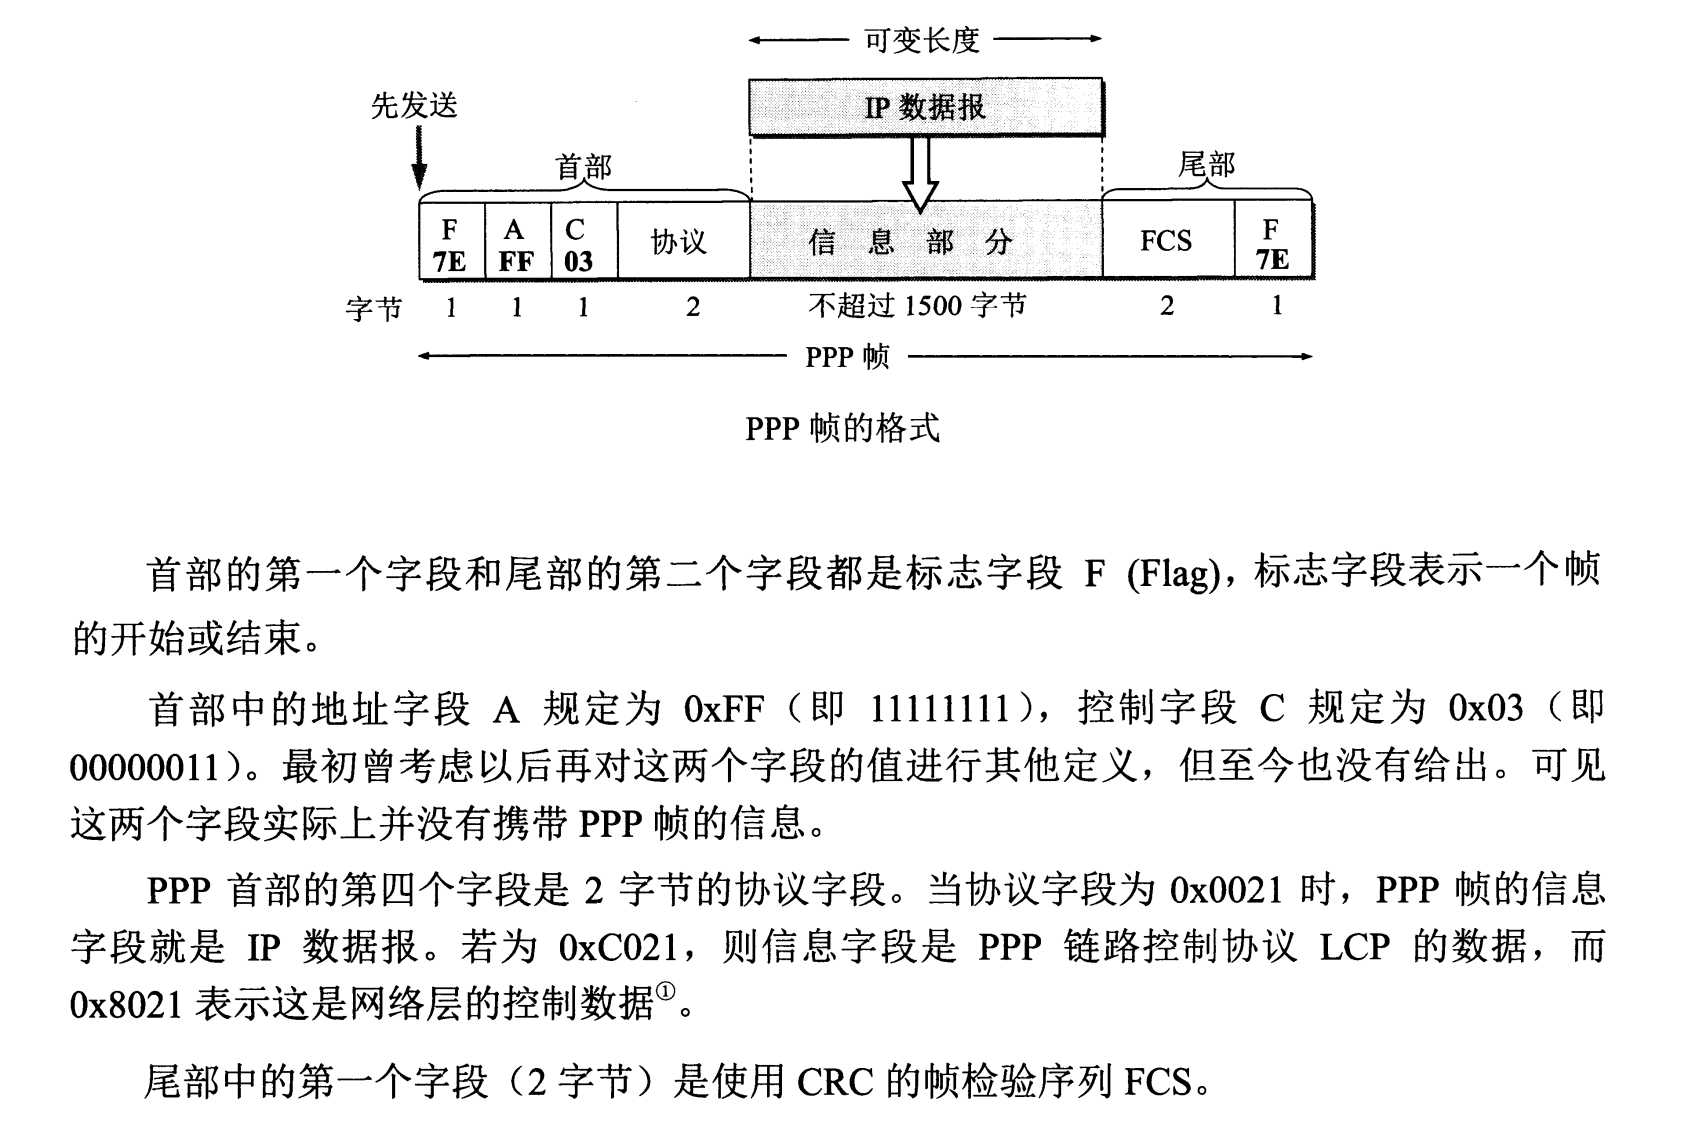 可变长度
IP 数据报
先发送
首部
尾部
F
7E
A
FF
C
03
协议
信 息 部 分
FCS
F
7E
字节 1 1 1 2 不超过 1500 字节 2 1
PPP 帧
PPP 帧的格式
首部的第一个字段和尾部的第二个字段都是标志字段 F (Flag)，标志字段表示一个帧
的开始或结束。
首部中的地址字段 A 规定为 0xFF（即 11111111），控制字段 C 规定为 0x03（即
00000011）。最初曾考虑以后再对这两个字段的值进行其他定义，但至今也没有给出。可见
这两个字段实际上并没有携带 PPP 帧的信息。
PPP 首部的第四个字段是 2 字节的协议字段。当协议字段为 0x0021 时，PPP 帧的信息
字段就是 IP 数据报。若为 0xC021，则信息字段是 PPP 链路控制协议 LCP 的数据，而
0x8021 表示这是网络层的控制数据①。
尾部中的第一个字段（2 字节）是使用 CRC 的帧检验序列 FCS。